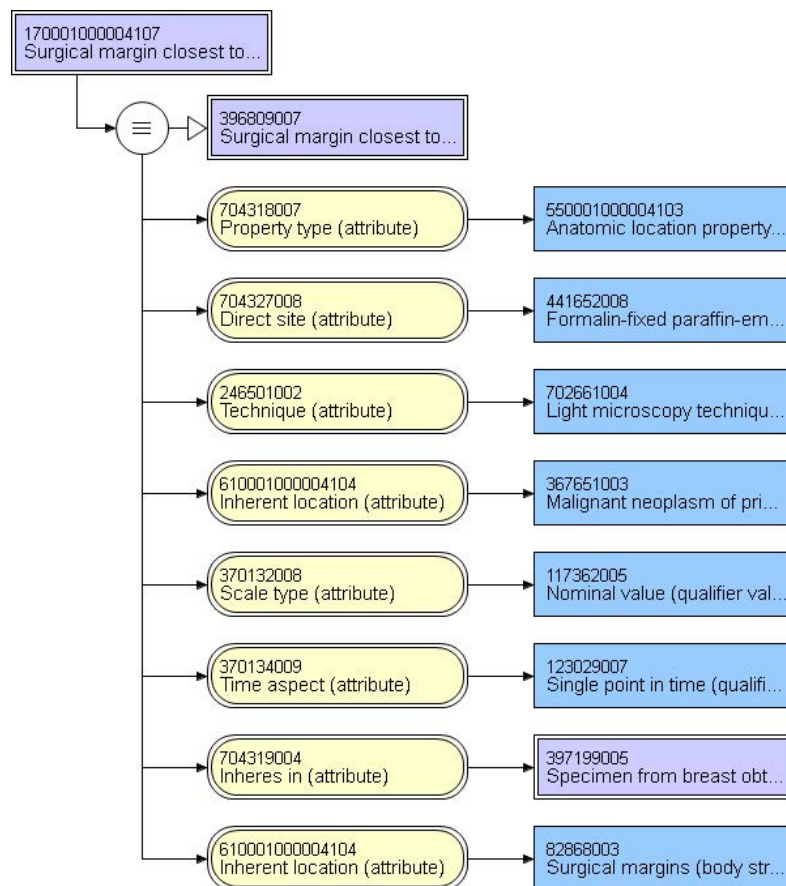 170001000004107
Surgical margin closest to...
396809007
Surgical margin closest to...
704318007
Property type (attribute)
550001000004103
Anatomic location property...
704327008
Direct site (attribute)
441652008
Formalin-fixed paraffin-em...
246501002
Technique (attribute)
702661004
Light microscopy techniqu...
610001000004104
Inherent location (attribute)
367651003
Malignant neoplasm of pri...
370132008
Scale type (attribute)
117362005
Nominal value (qualifier val...
370134009
Time aspect (attribute)
123029007
Single point in time (qualifi...
704319004
Inheres in (attribute)
397199005
Specimen from breast obt...
610001000004104
Inherent location (attribute)
82868003
Surgical margins (body str...